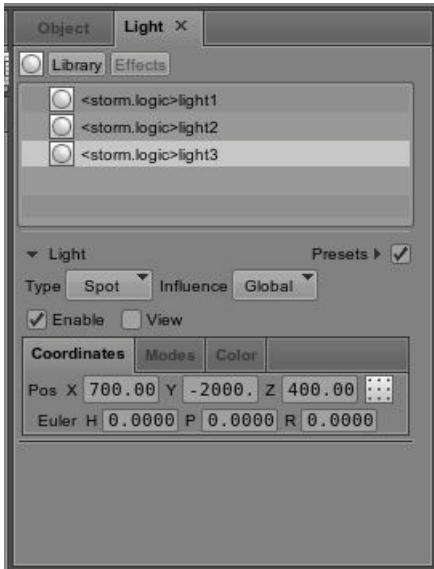 Object Light ×
Library Effects
<storm.logic>light1
<storm.logic>light2
<storm.logic>light3
Light Presets
Type Spot Influence Global
Enable View
Coordinates Modes Color
Pos X 700.00 Y -2000. Z 400.00
Euler H 0.0000 P 0.0000 R 0.0000